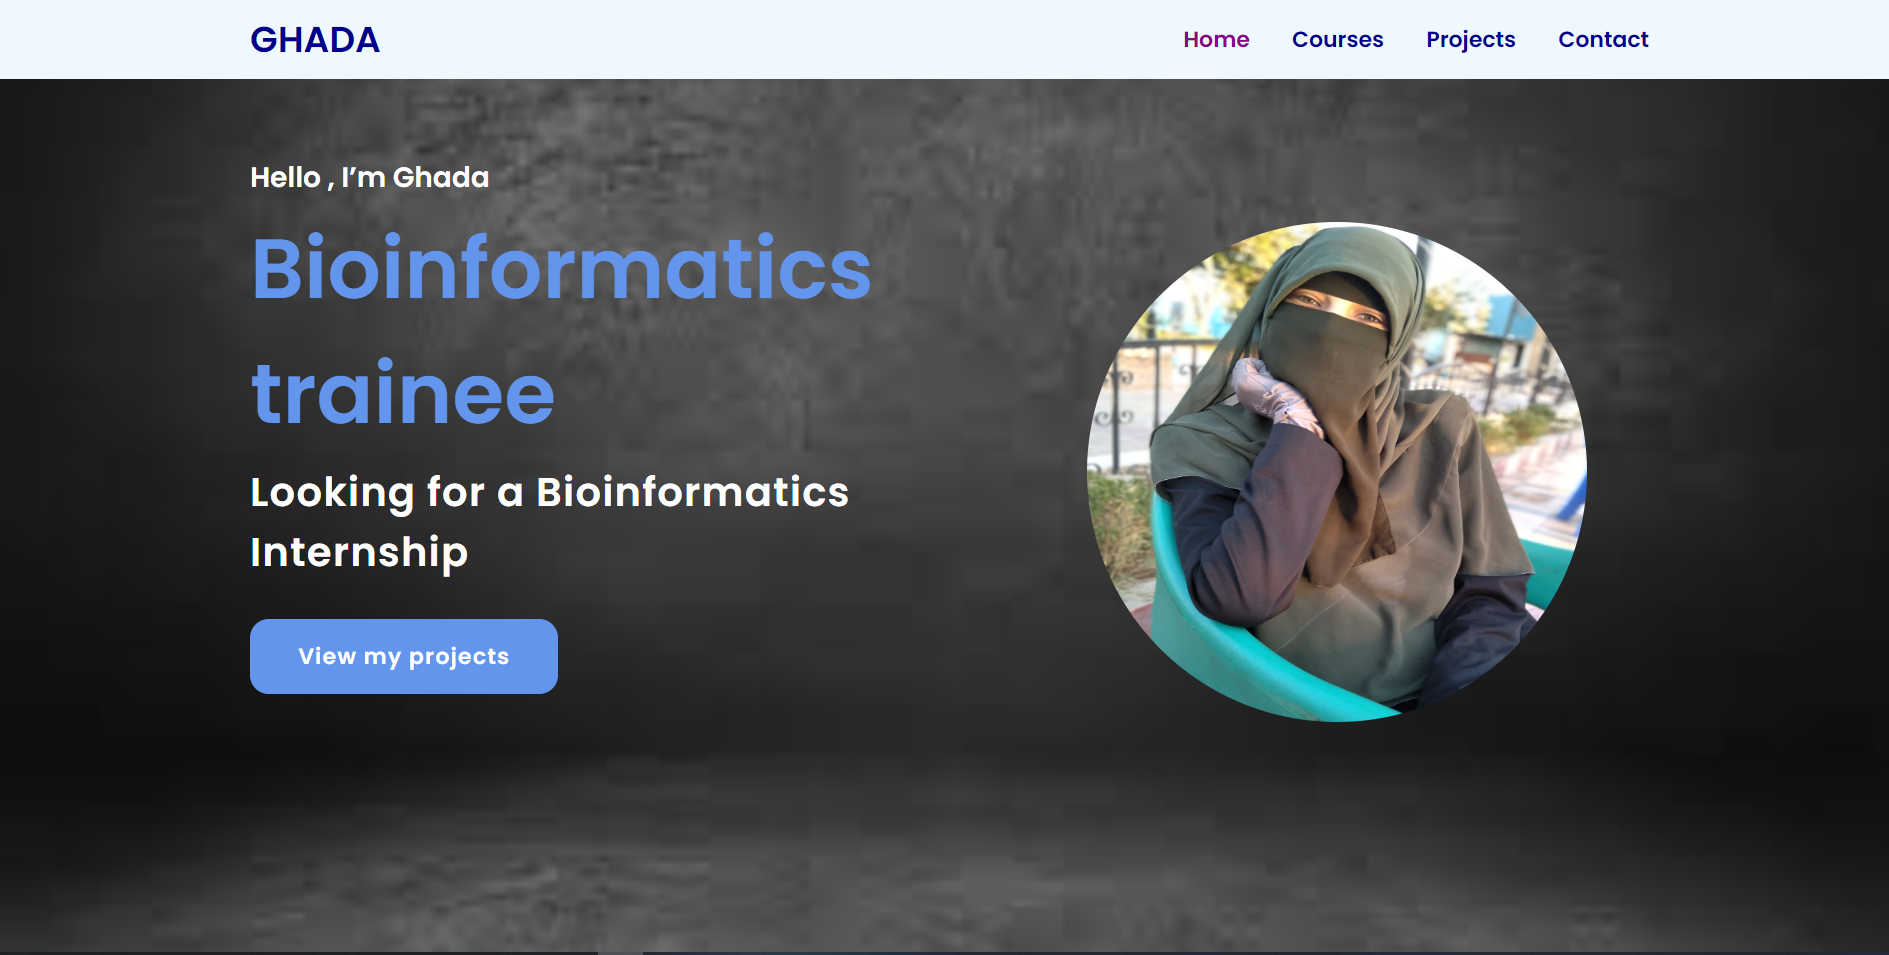 GHADA
Home Courses Projects Contact
Hello , I’m Ghada
Bioinformatics
trainee
Looking for a Bioinformatics
Internship
View my projects